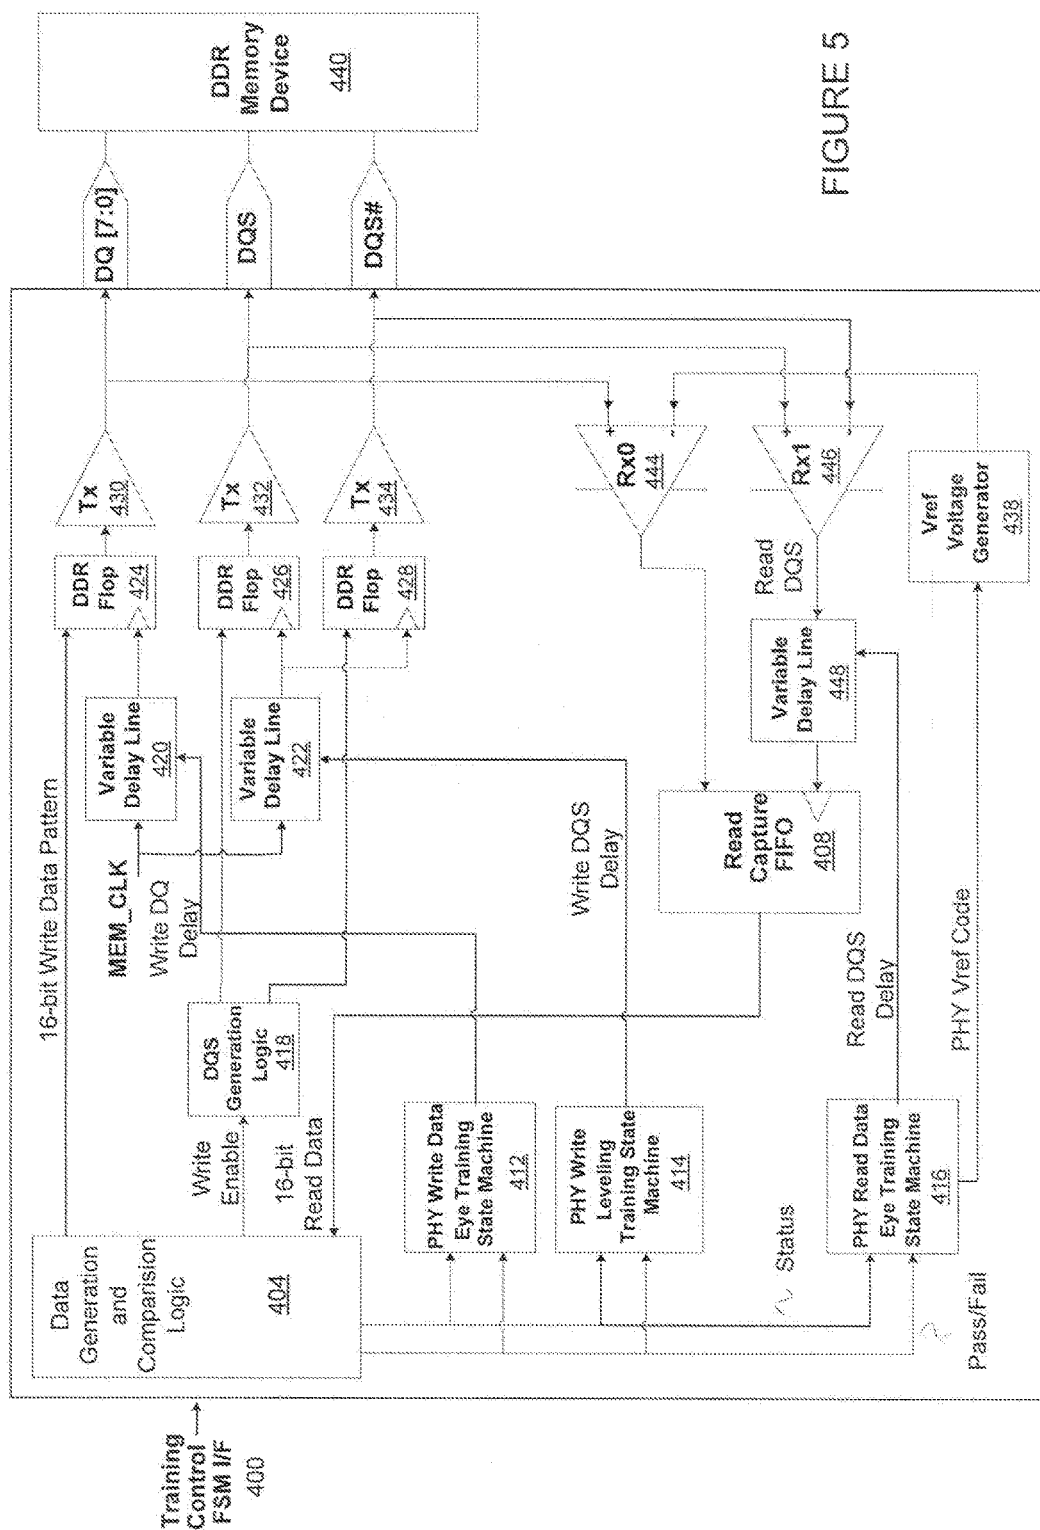 Training
Control
FSM I/F
400
Data
Generation
and
Comparision
Logic
404
16-bit Write Data Pattern
Write
Enable
16-bit
Read Data
DQS
Generation
Logic
418
MEM_CLK
Write DQ
Delay
Variable
Delay Line
420
Variable
Delay Line
422
DDR
Flop
424
DDR
Flop
426
DDR
Flop
428
Tx
430
Tx
432
Tx
434
DQ [7:0]
DQS
DQS#
DDR
Memory
Device
440
PHY Write Data
Eye Training
State Machine
412
PHY Write
Leveling
Training State
Machine
414
PHY Read Data
Eye Training
State Machine
416
Status
Pass/Fail
Write DQS
Delay
Read
Capture
FIFO
408
Read DQS
Delay
PHY Vref Code
Variable
Delay Line
448
Read
DQS
Rx0
444
+
-
Rx1
446
+
-
Vref
Voltage
Generator
438
FIGURE 5